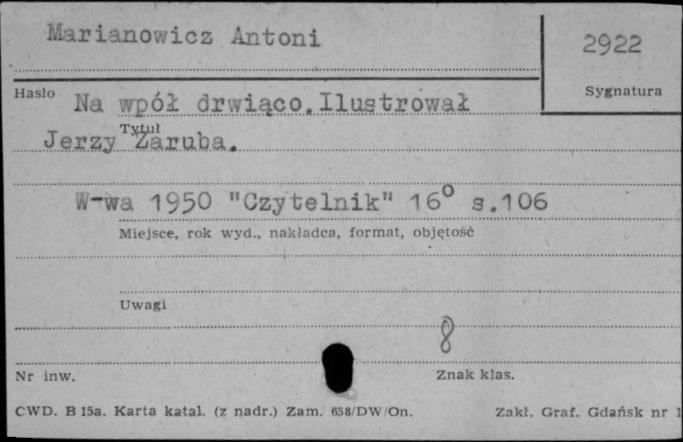 Marianowicz Antoni
2922
Hasło
Sygnatura
Na wpół drwiąco.Ilustrował
Tytuł
Jerzy Zaruba.
W-wa 1950 "Czytelnik" 16° s.106
Miejsce, rok wyd., nakładca, format, objętość
Uwagi
8
Nr inw.
Znak klas.
CWD. B 15a. Karta katal. (z nadr.) Zam. 658/DW/On.
Zakł. Graf. Gdańsk nr 1